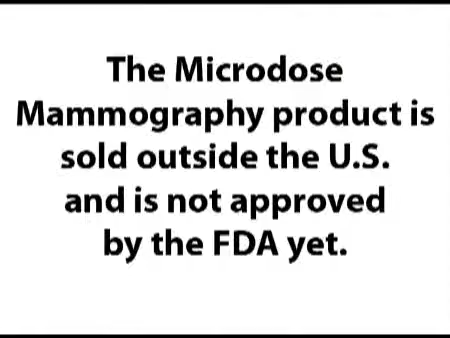 The Microdose
Mammography product is
sold outside the U.S.
and is not approved
by the FDA yet.